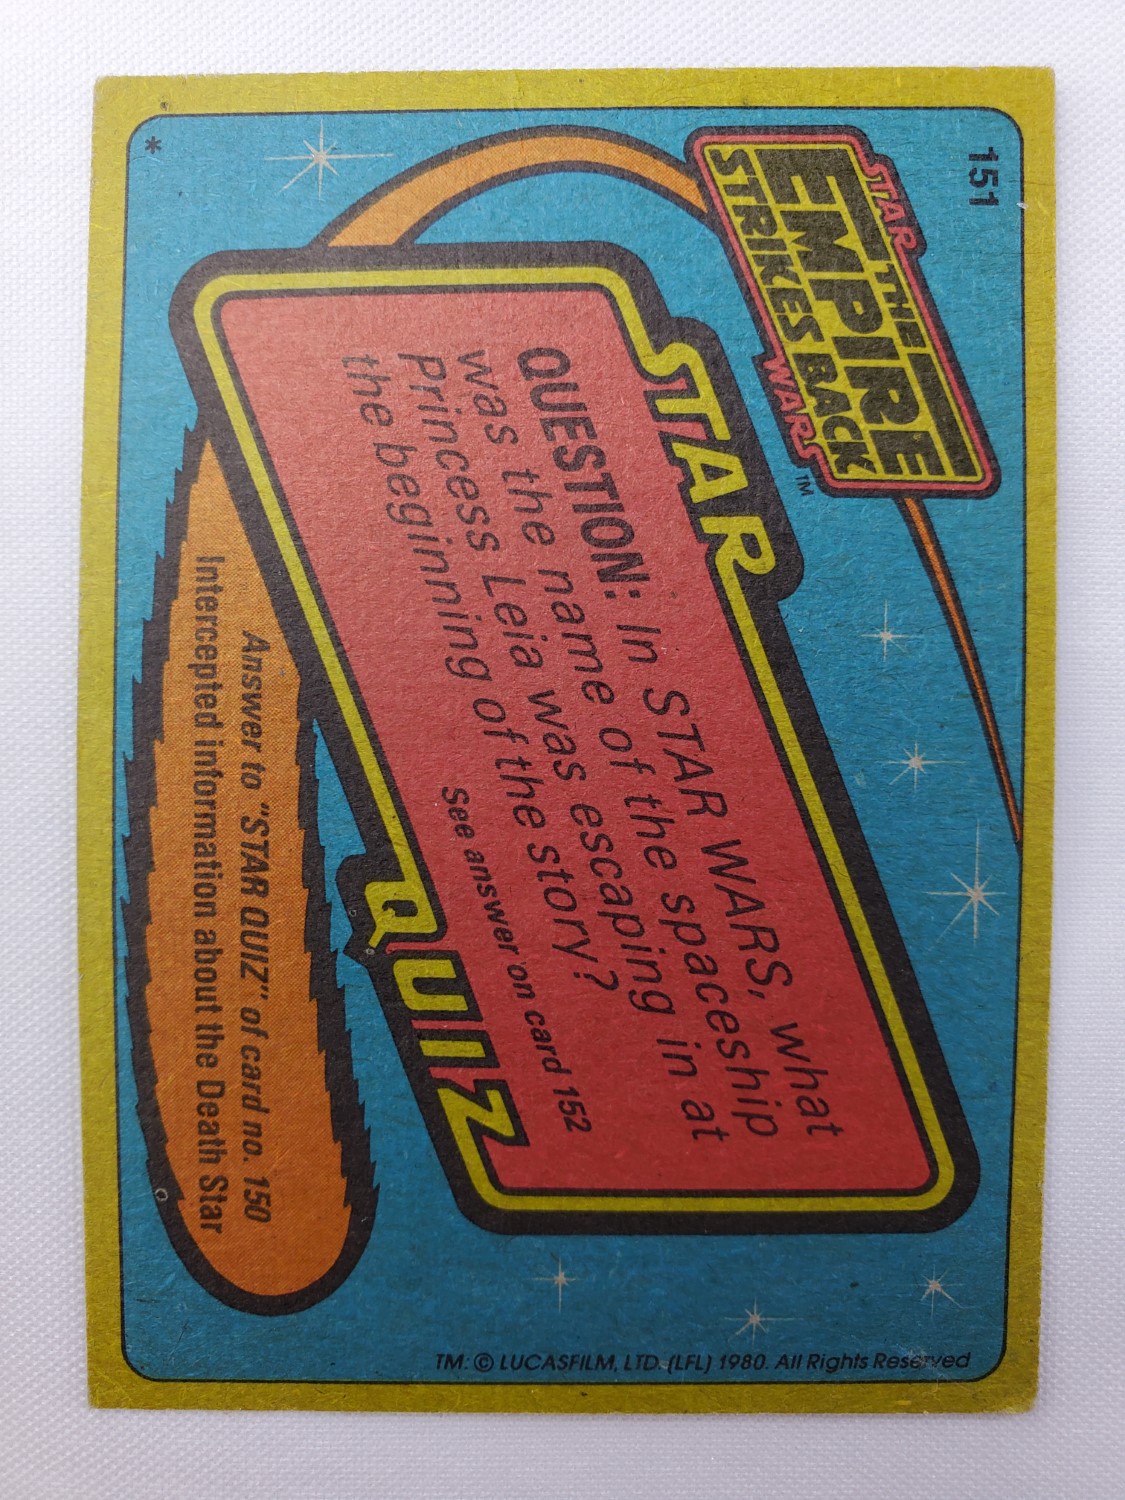 151
STAR
THE
EMPIRE
STRIKES BACK
WARS
TM
STAR
QUESTION: In STAR WARS, what
was the name of the spaceship
Princess Leia was escaping in at
the beginning of the story?
See answer on card 152
QUIZ
Answer to "STAR QUIZ" of card no. 150
Intercepted information about the Death Star
*
TM: © LUCASFILM, LTD. (LFL) 1980. All Rights Reserved